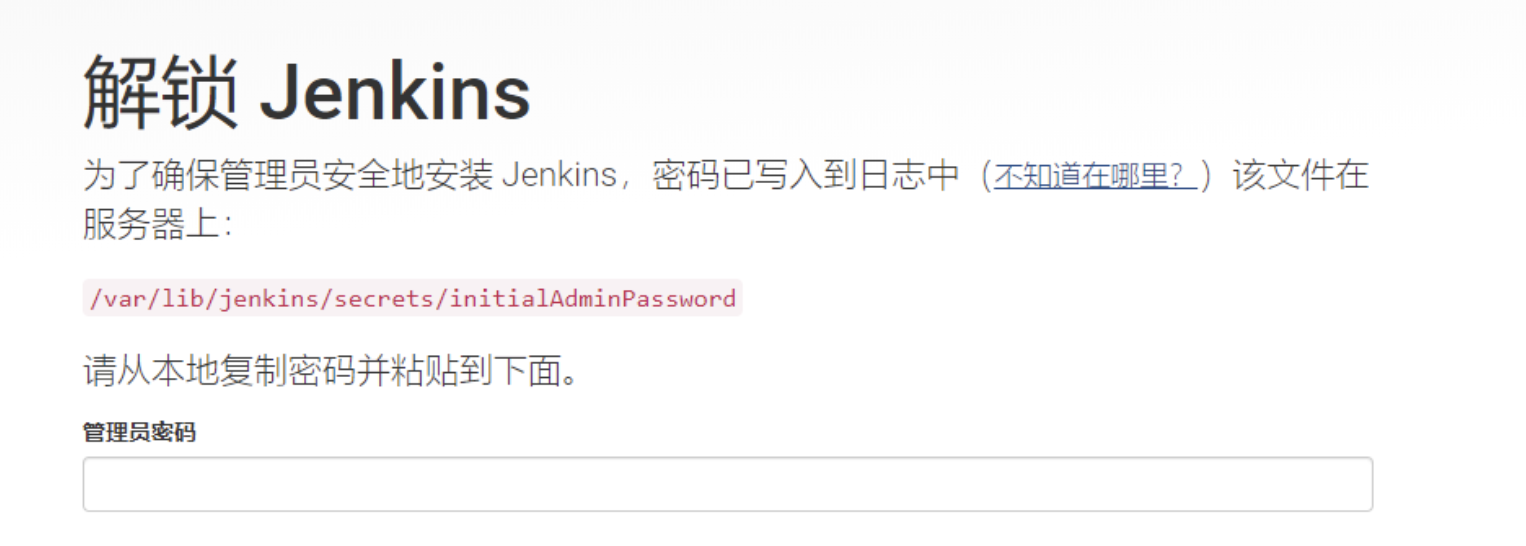 解锁 Jenkins
为了确保管理员安全地安装 Jenkins，密码已写入到日志中（不知道在哪里？）该文件在
服务器上：
/var/lib/jenkins/secrets/initialAdminPassword
请从本地复制密码并粘贴到下面。
管理员密码